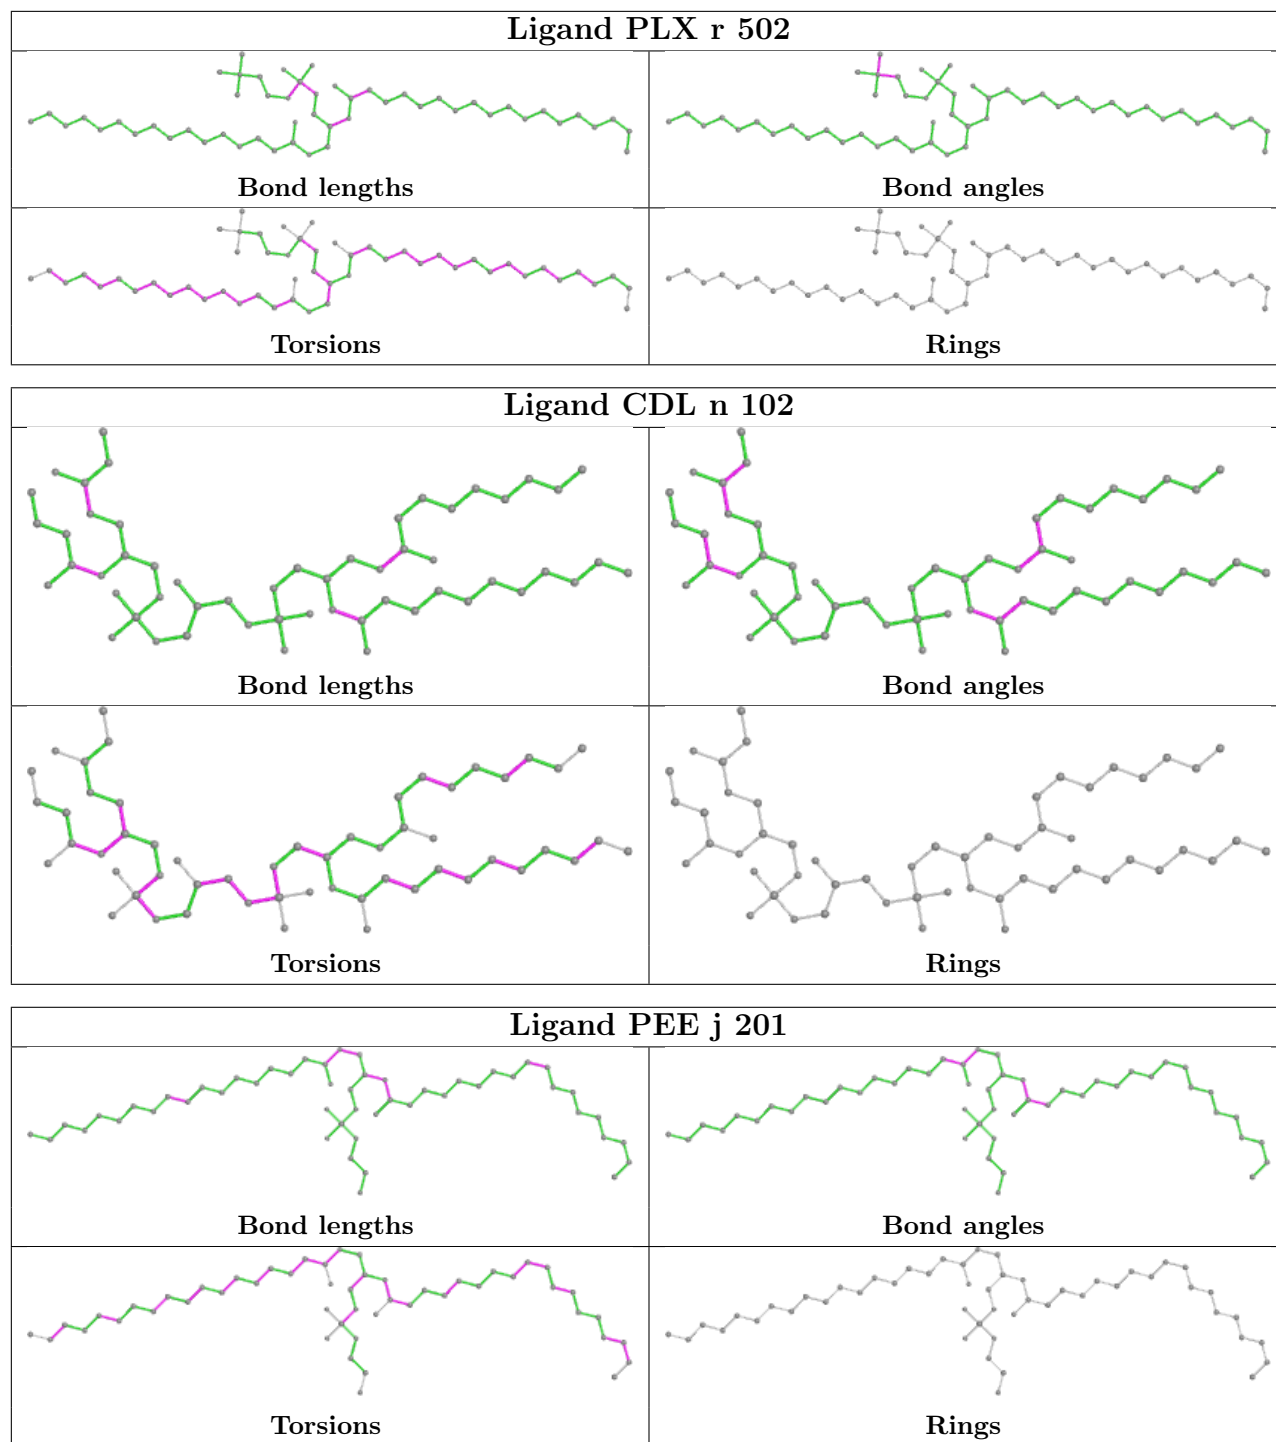 Ligand PLX r 502
Bond lengths
Bond angles
Torsions
Rings
Ligand CDL n 102
Bond lengths
Bond angles
Torsions
Rings
Ligand PEE j 201
Bond lengths
Bond angles
Torsions
Rings